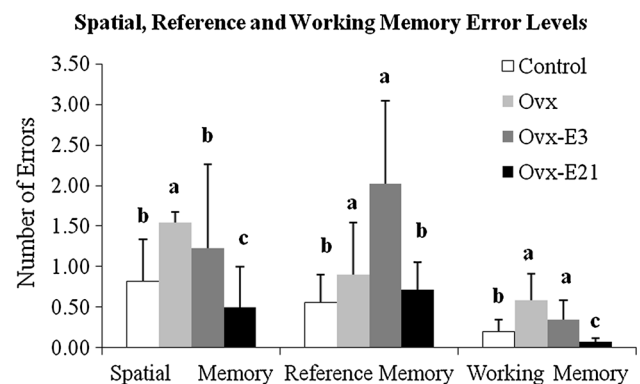 Spatial, Reference and Working Memory Error Levels
3.50
3.00
2.50
2.00
1.50
1.00
0.50
0.00
Number of Errors
Control
Ovx
Ovx-E3
Ovx-E21
b
a
b
c
b
a
a
b
b
a
a
c
Spatial Memory
Reference Memory
Working Memory